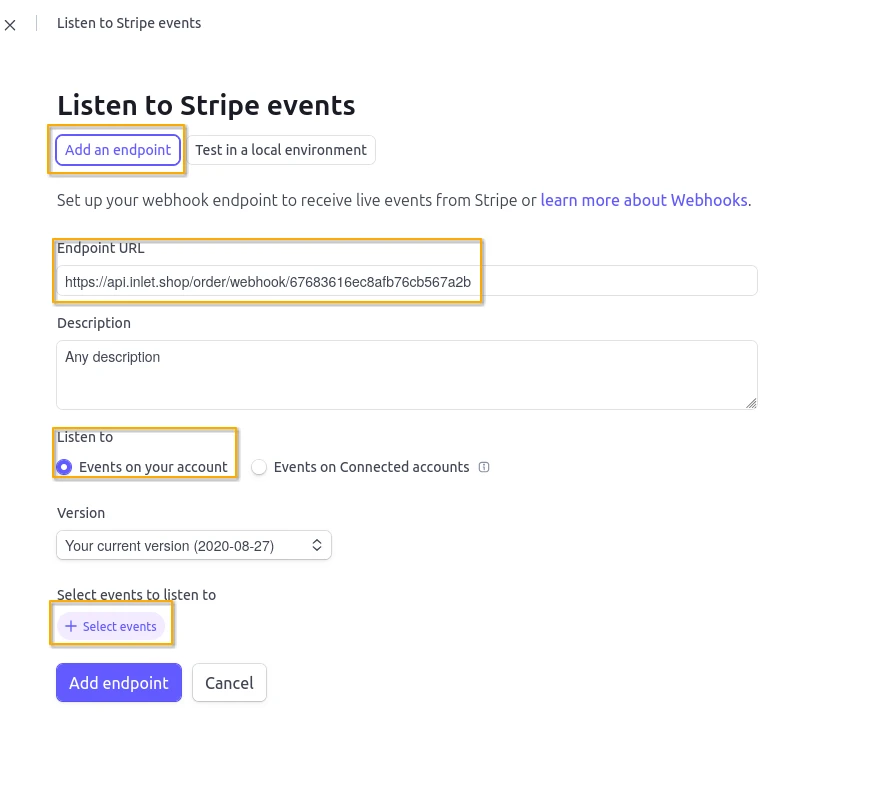 Listen to Stripe events
Listen to Stripe events
Add an endpoint Test in a local environment
Set up your webhook endpoint to receive live events from Stripe or learn more about Webhooks.
Endpoint URL
https://api.inlet.shop/order/webhook/67683616ec8afb76cb567a2b
Description
Any description
Listen to
Events on your account Events on Connected accounts
Version
Your current version (2020-08-27)
Select events to listen to
+ Select events
Add endpoint Cancel